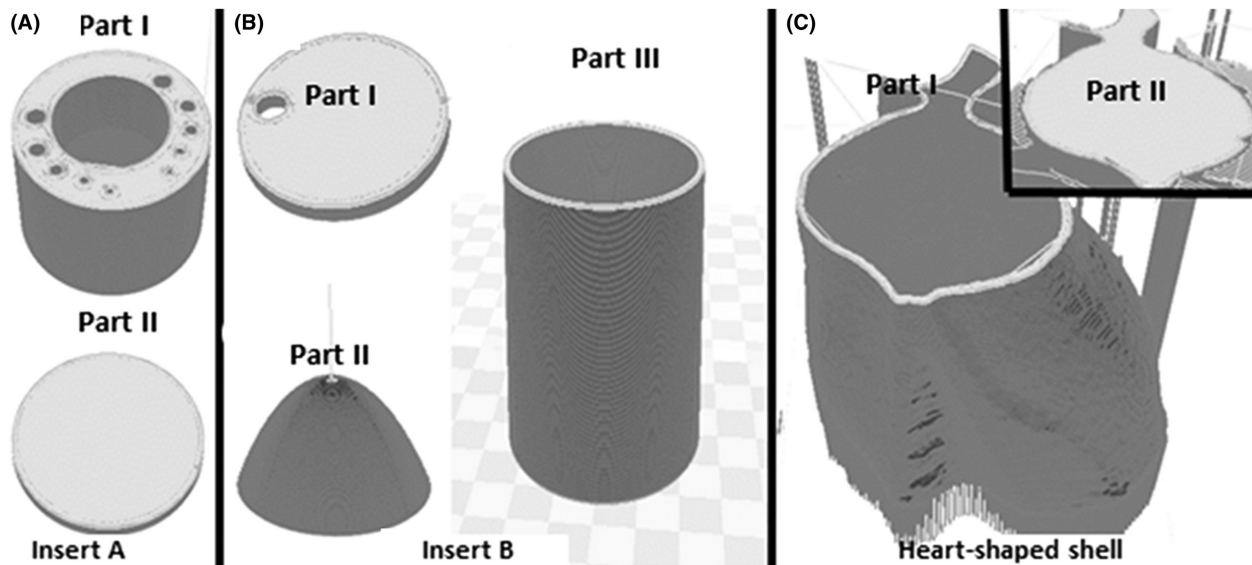 (A)
Part I
Part II
Insert A
(B)
Part I
Part II
Part III
Insert B
(C)
Part I
Part II
Heart-shaped shell